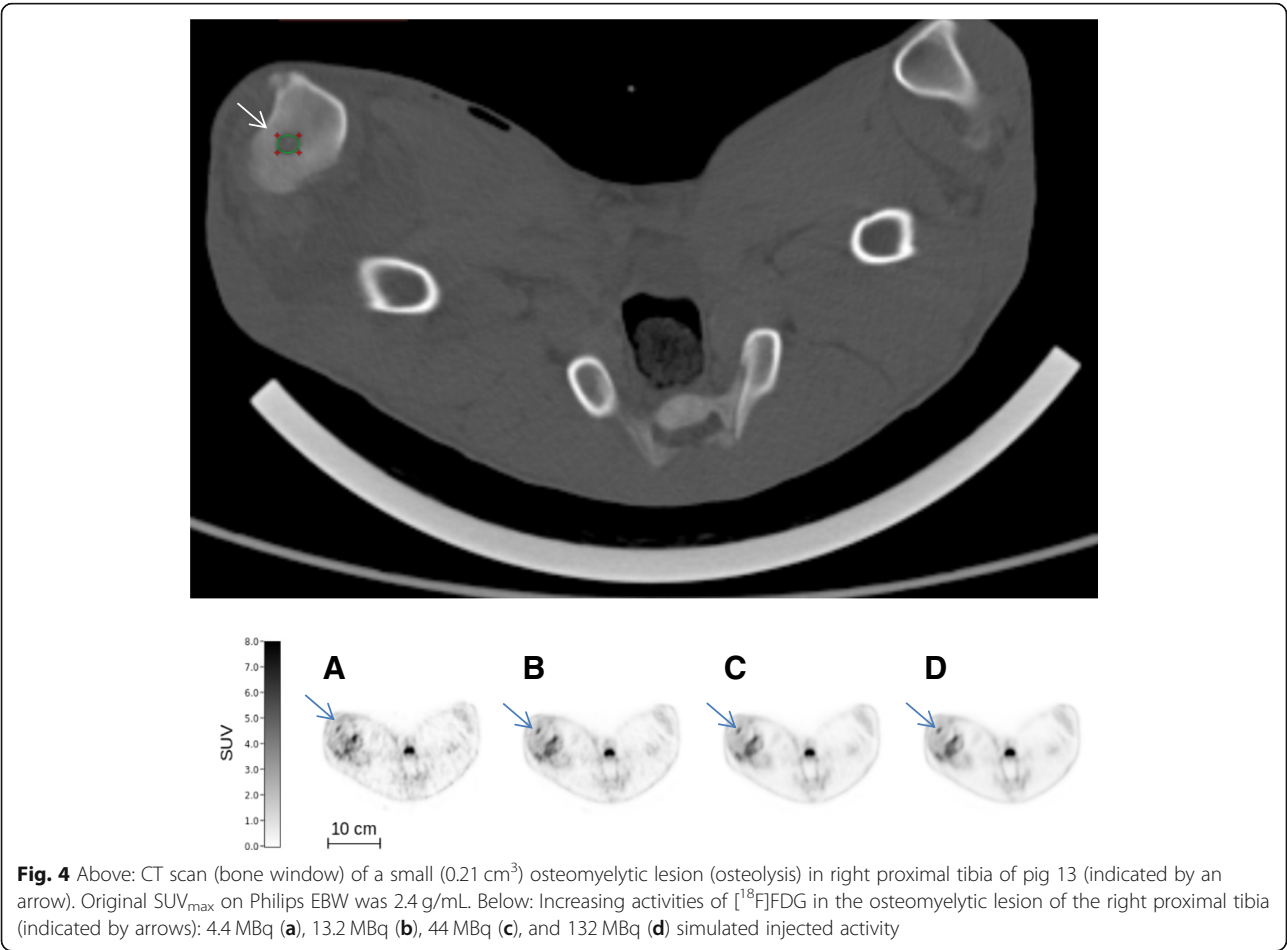 A
B
C
D
8.0
7.0
6.0
5.0
4.0
3.0
2.0
1.0
0.0
SUV
10 cm
Fig. 4 Above: CT scan (bone window) of a small (0.21 cm³) osteomyelytic lesion (osteolysis) in right proximal tibia of pig 13 (indicated by an
arrow). Original SUVmax on Philips EBW was 2.4 g/mL. Below: Increasing activities of [¹⁸F]FDG in the osteomyelytic lesion of the right proximal tibia
(indicated by arrows): 4.4 MBq (a), 13.2 MBq (b), 44 MBq (c), and 132 MBq (d) simulated injected activity